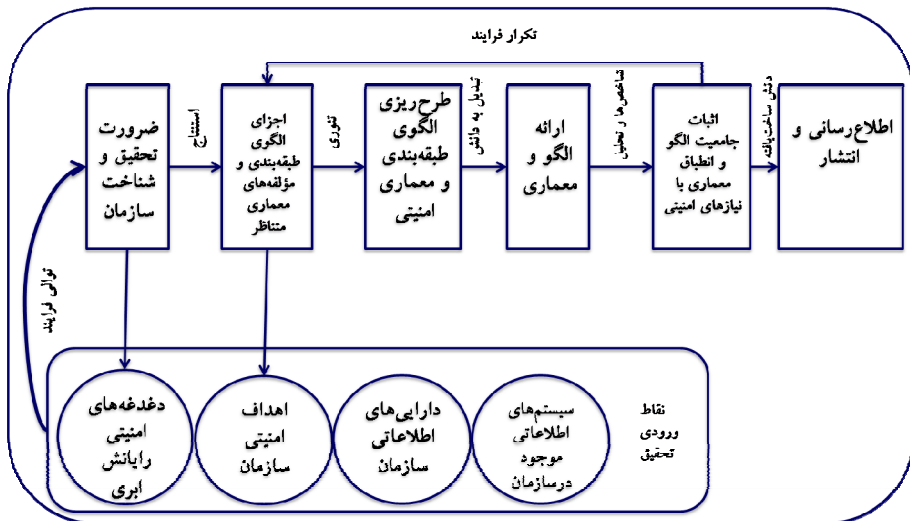 تکرار فرایند
ضرورت
تحقیق و
شناخت
سازمان
استنتاج
اجزای
الگوی
طبقه‌بندی و
مؤلفه‌های
معماری
متناظر
تئوری
طرح‌ریزی
الگوی
طبقه‌بندی
و معماری
امنیتی
تبدیل به دانش
ارائه
الگو و
معماری
شاخص‌ها و تحلیل
اثبات
جامعیت الگو
و انطباق
معماری با
نیازهای امنیتی
دانش ساخت‌یافته
اطلاع‌رسانی و
انتشار
توالی فرایند
دغدغه‌های
امنیتی
رایانش
ابری
اهداف
امنیتی
سازمان
دارایی‌های
اطلاعاتی
سازمان
سیستم‌های
اطلاعاتی
موجود
درسازمان
نقاط
ورودی
تحقیق